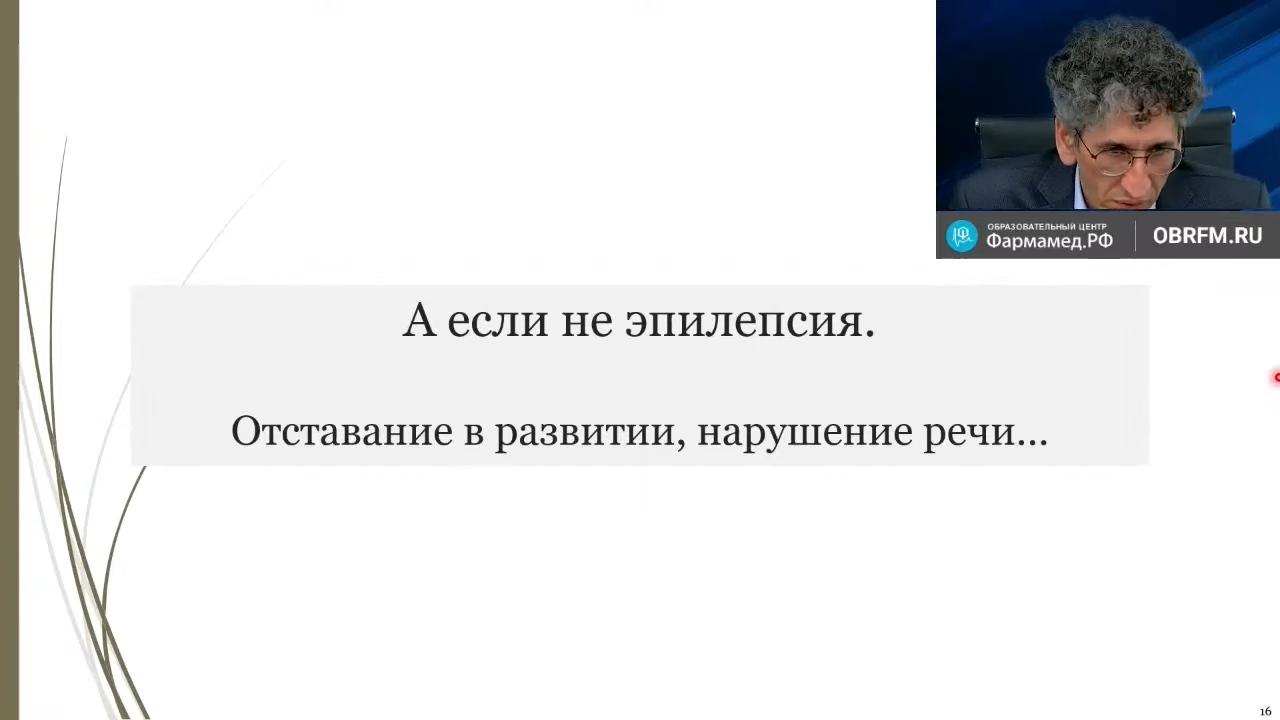 ОБРАЗОВАТЕЛЬНЫЙ ЦЕНТР
Фармамед.РФ
OBRFM.RU
А если не эпилепсия.
Отставание в развитии, нарушение речи...
16